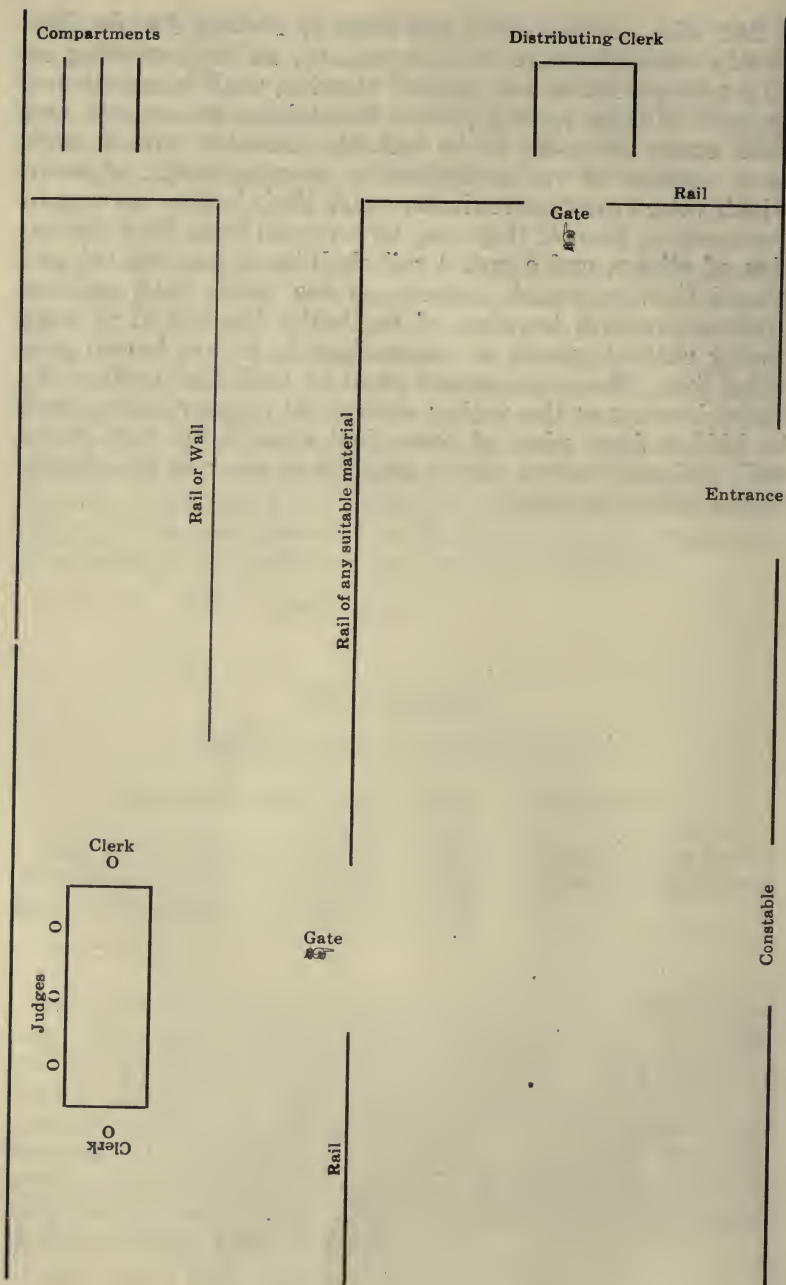 Compartments
Distributing Clerk
Rail
Gate
Rail or Wall
Rail of any suitable material
Entrance
Clerk
O
O
Judges
O
O
Gate
Constable
O
Clerk
Rail